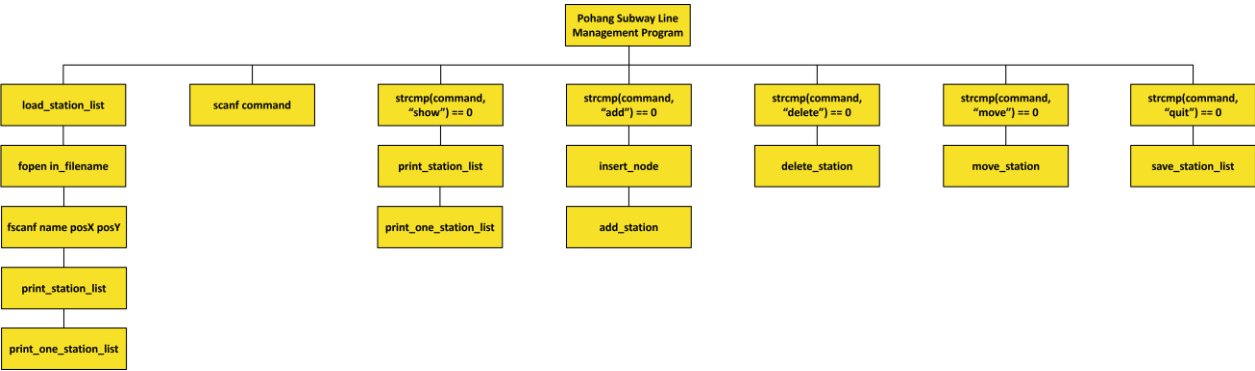 Pohang Subway Line
Management Program
load_station_list
scanf command
strcmp(command,
“show”) == 0
strcmp(command,
“add”) == 0
strcmp(command,
“delete”) == 0
strcmp(command,
“move”) == 0
strcmp(command,
“quit”) == 0
fopen in_filename
print_station_list
insert_node
delete_station
move_station
save_station_list
fscanf name posX posY
print_one_station_list
add_station
print_station_list
print_one_station_list